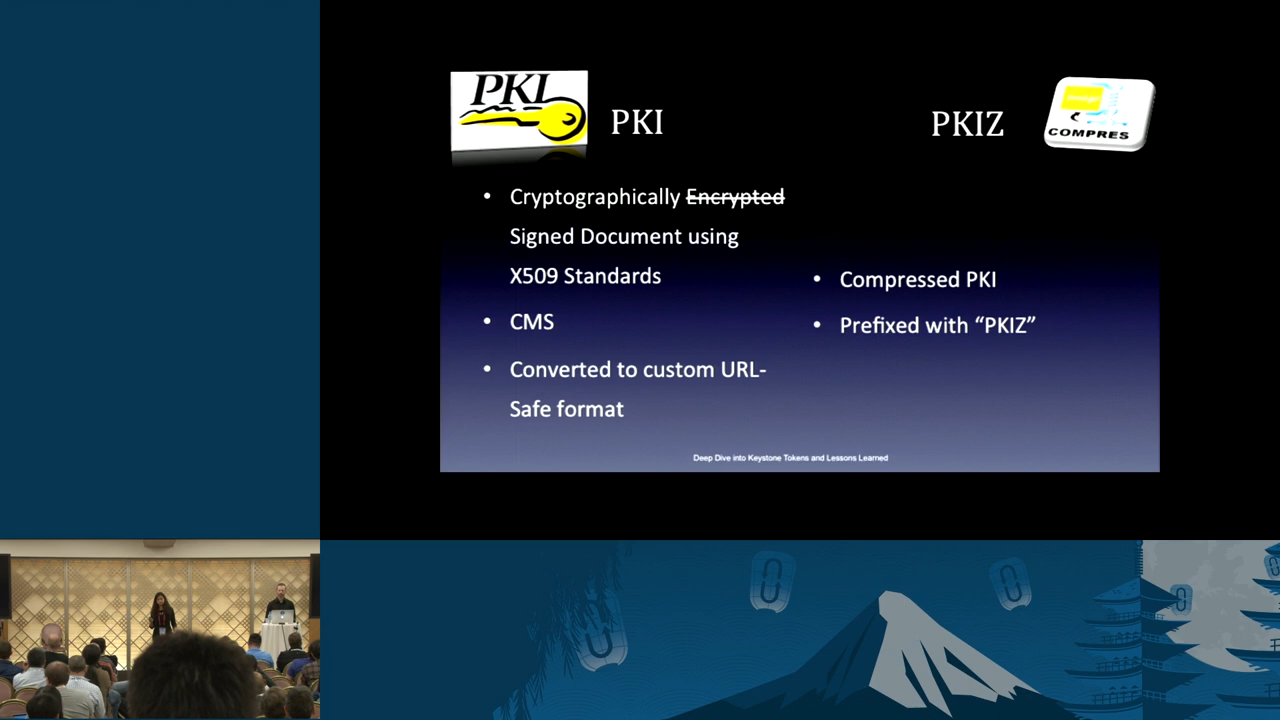 PKI
PKI
PKIZ
COMPRES
• Cryptographically Encrypted
Signed Document using
X509 Standards
• CMS
• Converted to custom URL-
Safe format
• Compressed PKI
• Prefixed with “PKIZ”
Deep Dive into Keystone Tokens and Lessons Learned